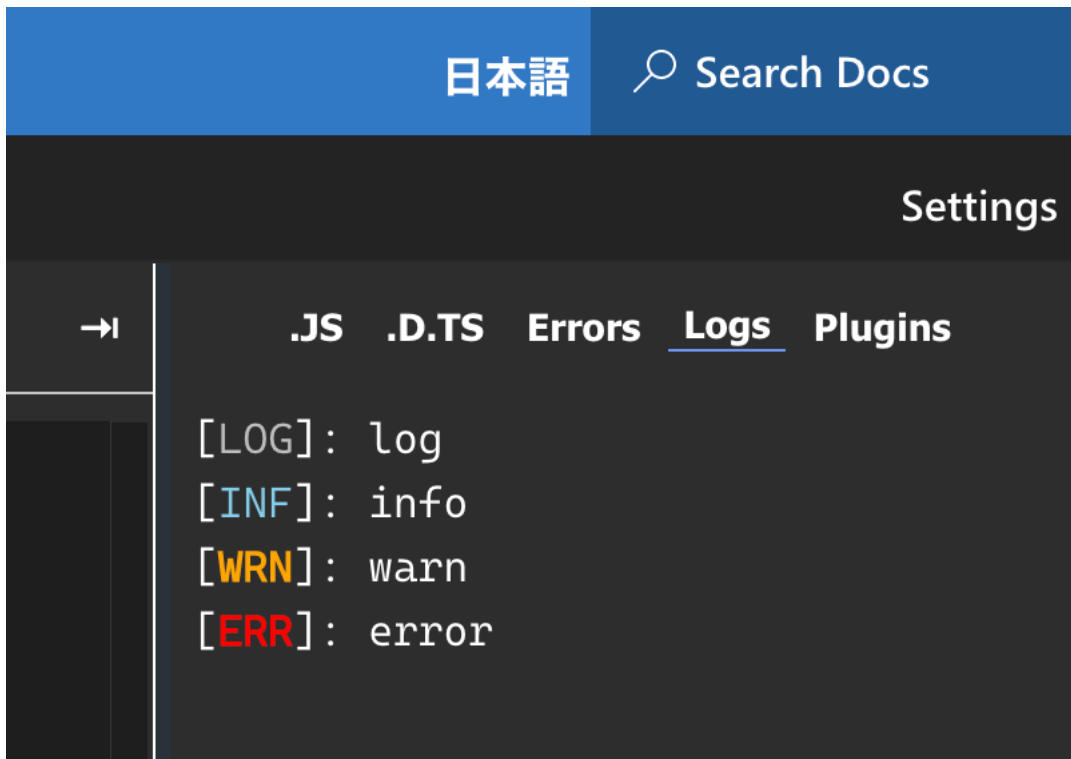 日本語 Search Docs
Settings
.JS .D.TS Errors Logs Plugins
[LOG]: log
[INF]: info
[WRN]: warn
[ERR]: error